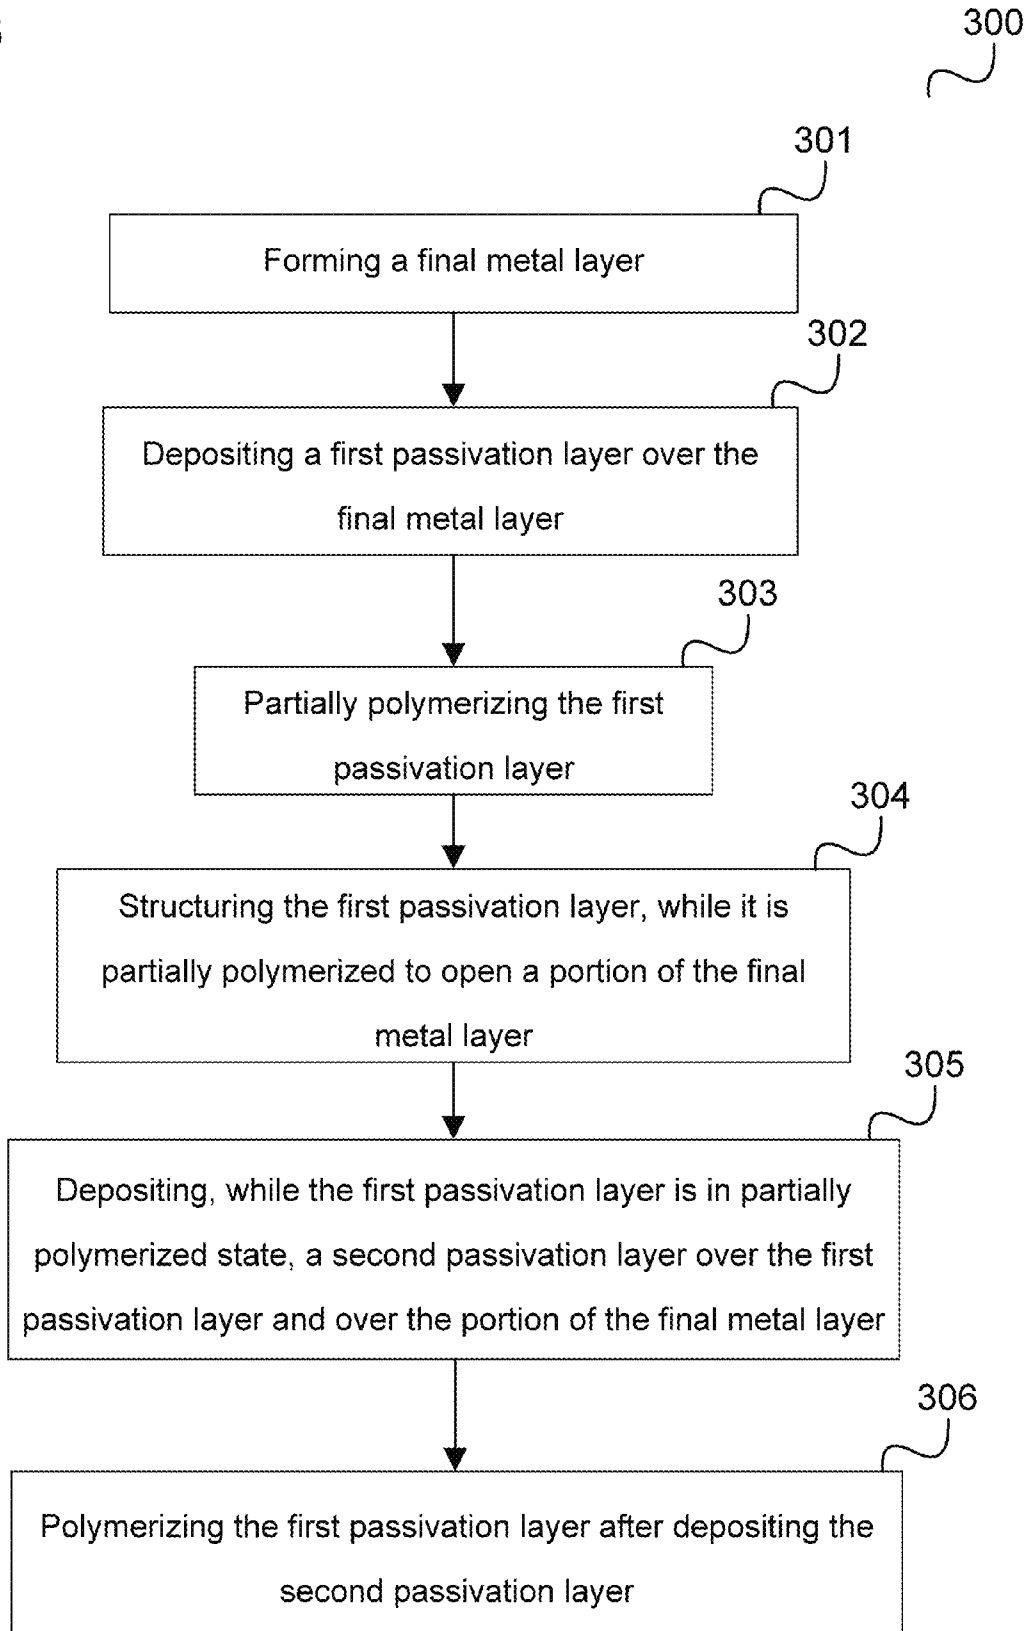 300
301
Forming a final metal layer
302
Depositing a first passivation layer over the
final metal layer
303
Partially polymerizing the first
passivation layer
304
Structuring the first passivation layer, while it is
partially polymerized to open a portion of the final
metal layer
305
Depositing, while the first passivation layer is in partially
polymerized state, a second passivation layer over the first
passivation layer and over the portion of the final metal layer
306
Polymerizing the first passivation layer after depositing the
second passivation layer